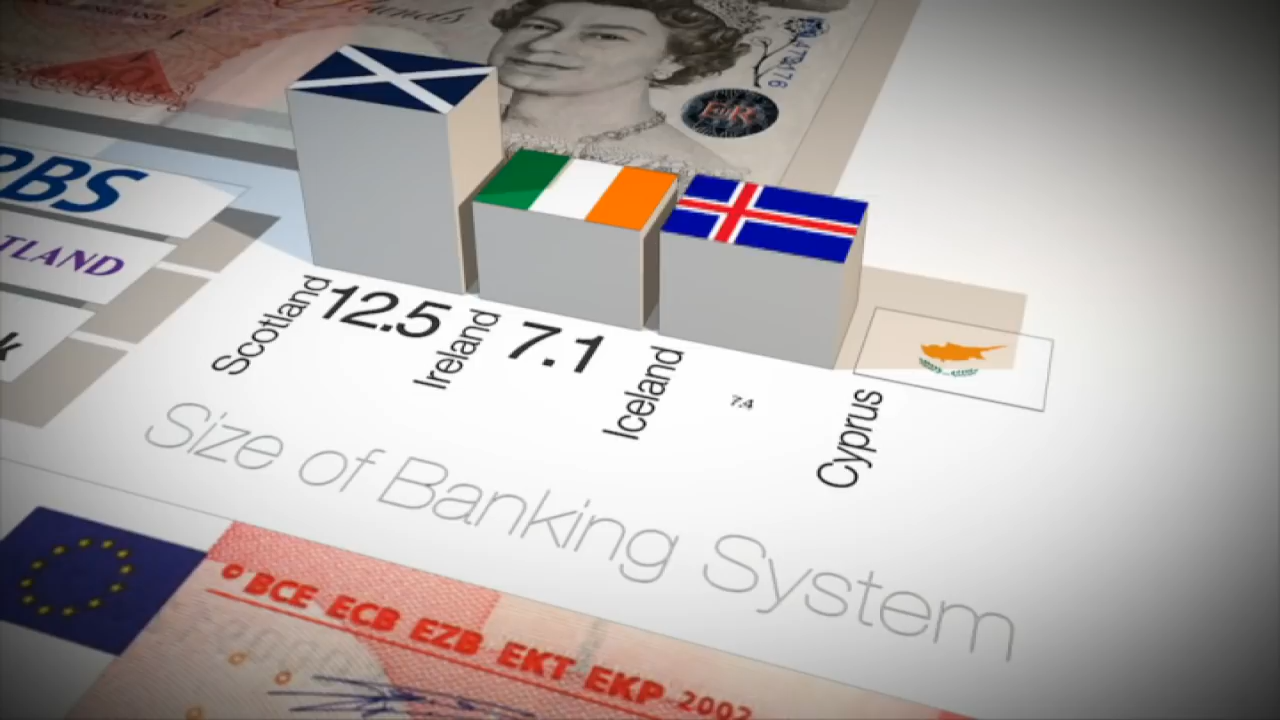 RBS
TLAND
k
Scotland
12.5
Ireland
7.1
Iceland
7.4
Cyprus
Size of Banking System
BCE ECB EZB EKT EKP 2002